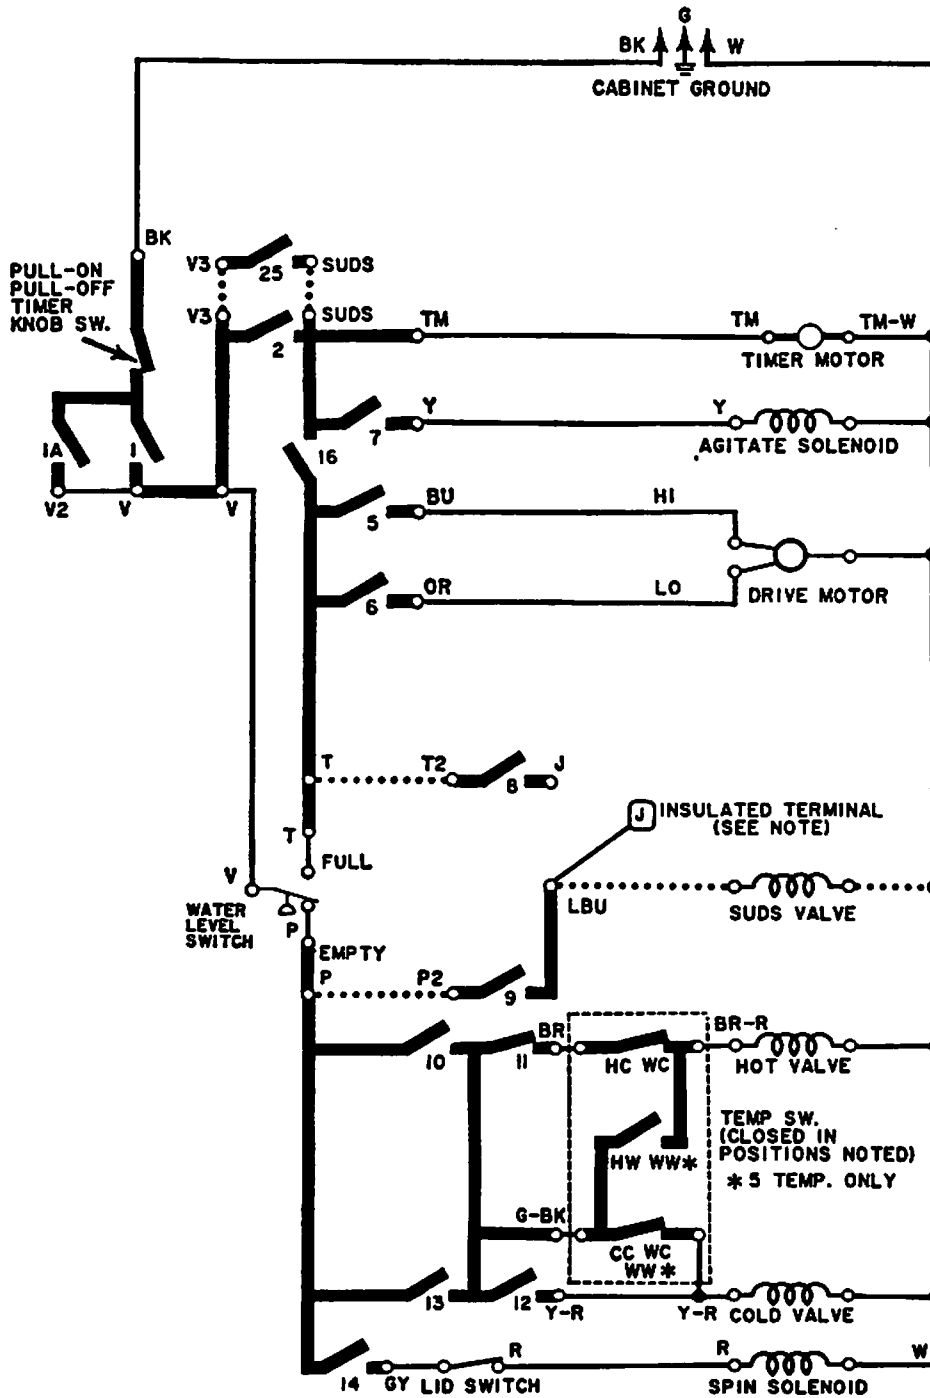 G
BK W
CABINET GROUND
BK
PULL-ON
PULL-OFF
TIMER
KNOB SW.
V3 25 SUDS
V3 SUDS
2
TM TM TM-W
TIMER MOTOR
Y Y
7
AGITATE SOLENOID
1A 1 16
V2 V V
BU HI
5
OR LO
6
DRIVE MOTOR
T T2 J
8
J INSULATED TERMINAL
(SEE NOTE)
T
FULL
V
WATER
LEVEL
SWITCH
P
EMPTY
LBU
SUDS VALVE
P P2
9
BR BR-R
10 11 HC WC HOT VALVE
TEMP SW.
(CLOSED IN
POSITIONS NOTED)
* 5 TEMP. ONLY
HW WW*
G-BK
CC WC
WW*
13 12 Y-R Y-R COLD VALVE
R R W
14 GY LID SWITCH SPIN SOLENOID